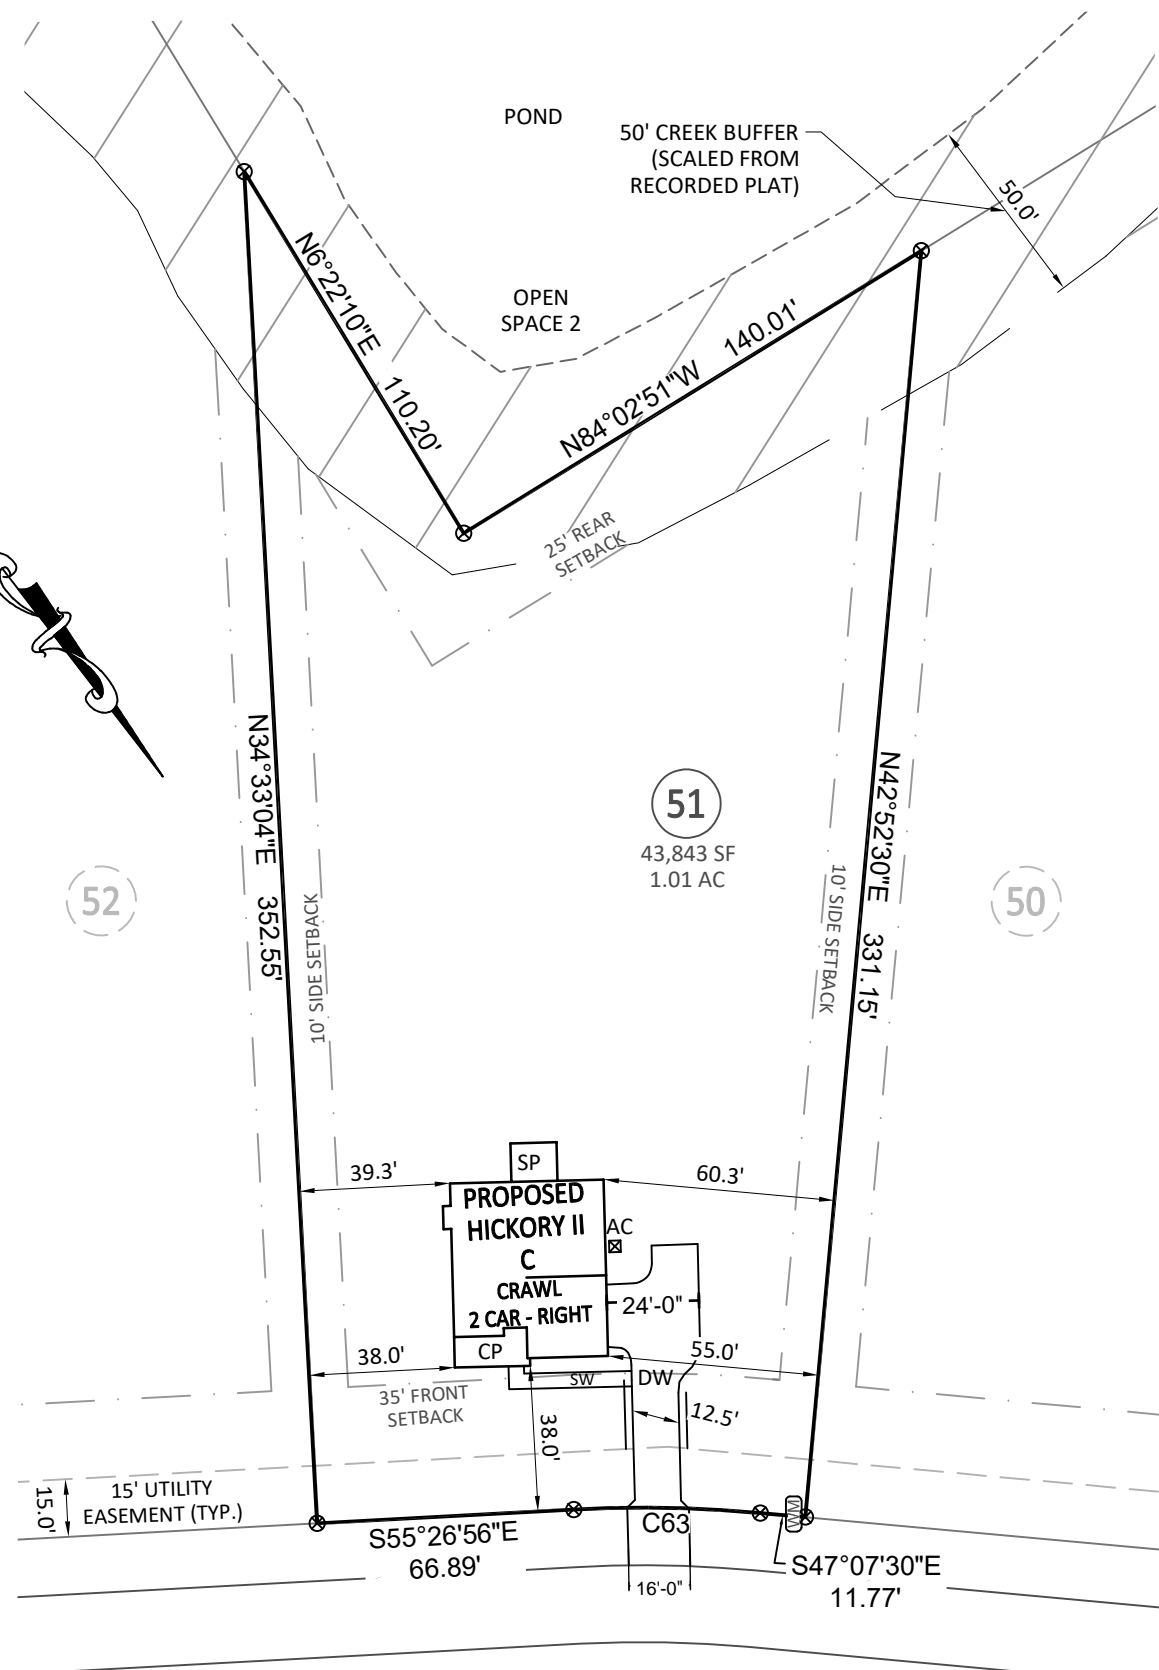 POND
50' CREEK BUFFER
(SCALED FROM
RECORDED PLAT)
50.0'
N6°22'10"E 110.20'
OPEN
SPACE 2
N84°02'51"W 140.01'
25' REAR
SETBACK
N34°33'04"E 352.55'
N42°52'30"E 331.15'
51
43,843 SF
1.01 AC
52
50
10' SIDE SETBACK
10' SIDE SETBACK
SP
39.3'
60.3'
PROPOSED
HICKORY II
C
CRAWL
2 CAR - RIGHT
AC
24'-0"
CP
38.0'
55.0'
SW
DW
35' FRONT
SETBACK
38.0'
12.5'
15.0'
15' UTILITY
EASEMENT (TYP.)
WM
C63
S55°26'56"E
66.89'
S47°07'30"E
11.77'
16'-0"